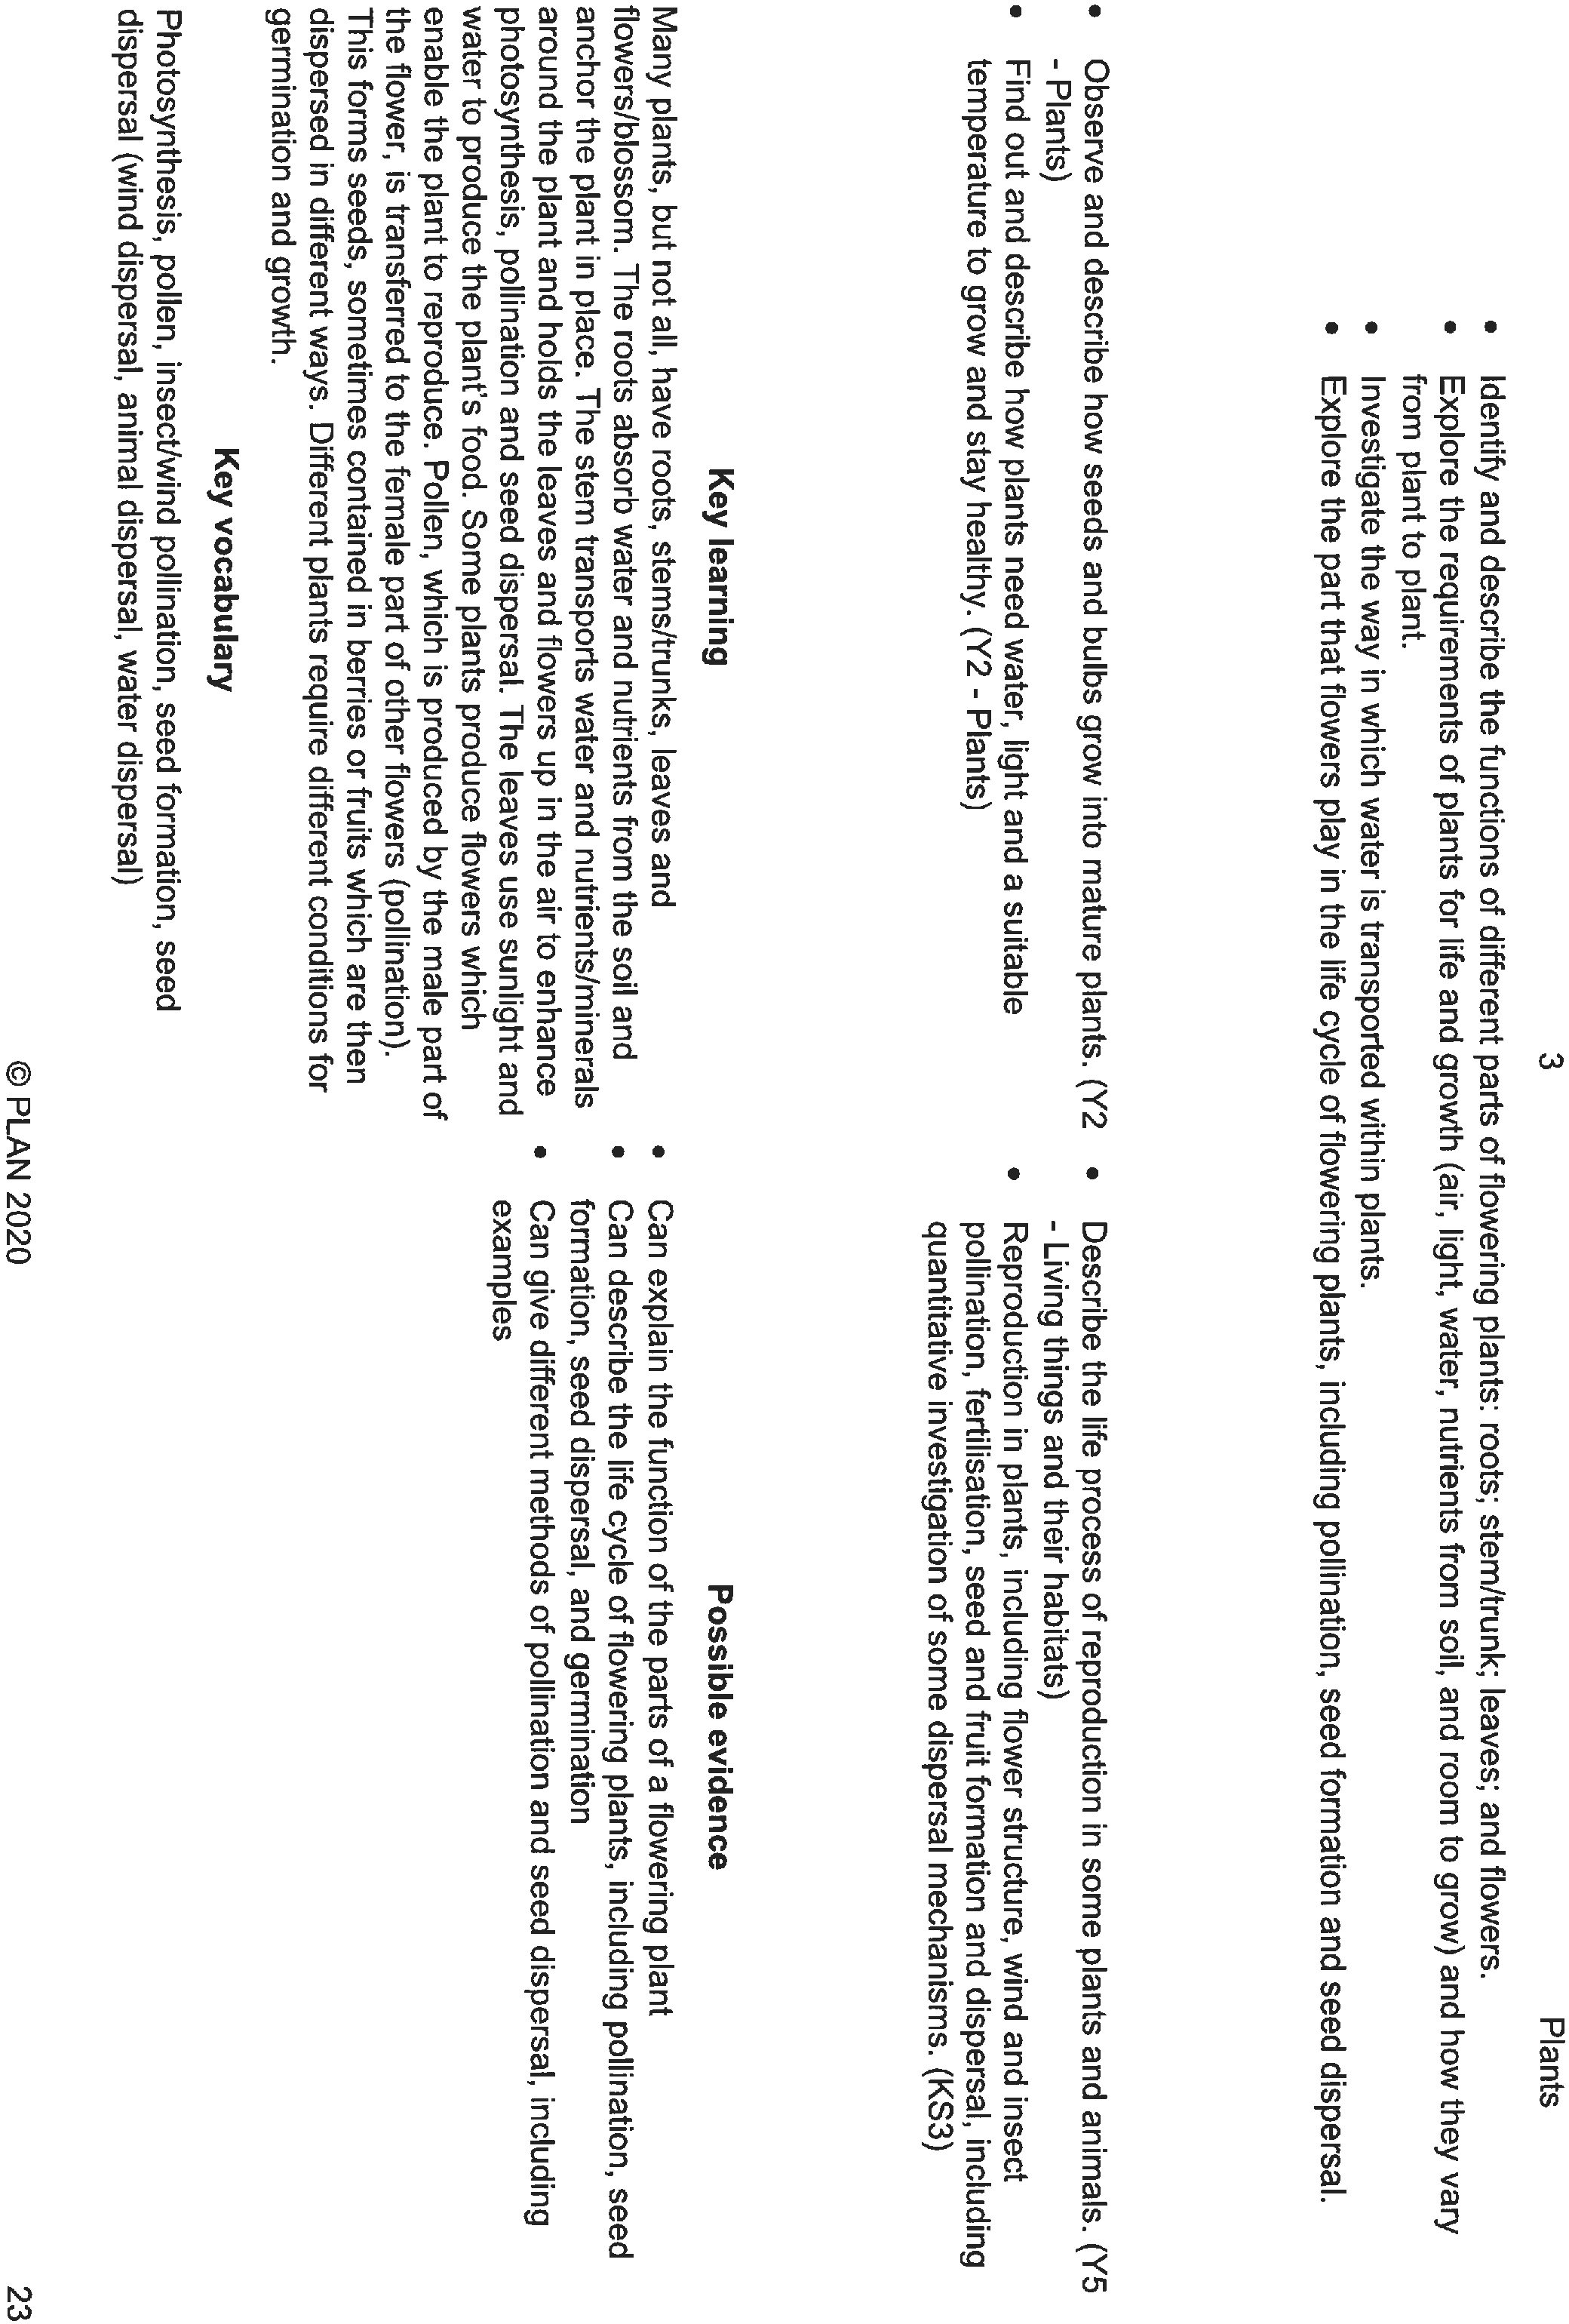 3
Plants
• Identify and describe the functions of different parts of flowering plants: roots; stem/trunk; leaves; and flowers.
• Explore the requirements of plants for life and growth (air, light, water, nutrients from soil, and room to grow) and how they vary
from plant to plant.
• Investigate the way in which water is transported within plants.
• Explore the part that flowers play in the life cycle of flowering plants, including pollination, seed formation and seed dispersal.
• Observe and describe how seeds and bulbs grow into mature plants. (Y2
- Plants)
• Find out and describe how plants need water, light and a suitable
temperature to grow and stay healthy. (Y2 - Plants)
• Describe the life process of reproduction in some plants and animals. (Y5
- Living things and their habitats)
• Reproduction in plants, including flower structure, wind and insect
pollination, fertilisation, seed and fruit formation and dispersal, including
quantitative investigation of some dispersal mechanisms. (KS3)
Key learning
Many plants, but not all, have roots, stems/trunks, leaves and
flowers/blossom. The roots absorb water and nutrients from the soil and
anchor the plant in place. The stem transports water and nutrients/minerals
around the plant and holds the leaves and flowers up in the air to enhance
photosynthesis, pollination and seed dispersal. The leaves use sunlight and
water to produce the plant's food. Some plants produce flowers which
enable the plant to reproduce. Pollen, which is produced by the male part of
the flower, is transferred to the female part of other flowers (pollination).
This forms seeds, sometimes contained in berries or fruits which are then
dispersed in different ways. Different plants require different conditions for
germination and growth.
Key vocabulary
Photosynthesis, pollen, insect/wind pollination, seed formation, seed
dispersal (wind dispersal, animal dispersal, water dispersal)
Possible evidence
• Can explain the function of the parts of a flowering plant
• Can describe the life cycle of flowering plants, including pollination, seed
formation, seed dispersal, and germination
• Can give different methods of pollination and seed dispersal, including
examples
© PLAN 2020
23